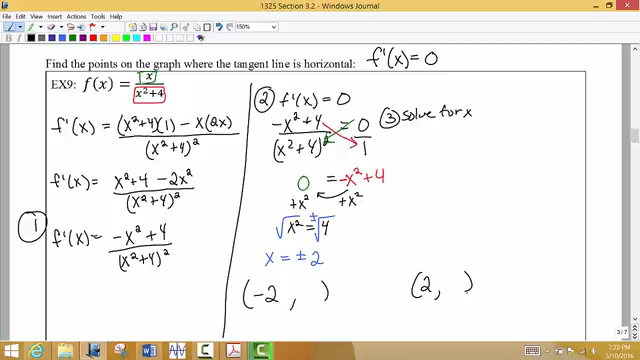 1325 Section 3.2 - Windows Journal
File Edit View Insert Actions Tools Help
150%
Find the points on the graph where the tangent line is horizontal: f'(x) = 0
EX9: f(x) = x / (x²+4)
f'(x) = ((x²+4)(1) - x(2x)) / (x²+4)²
f'(x) = (x²+4 - 2x²) / (x²+4)²
① f'(x) = (-x²+4) / (x²+4)²
② f'(x) = 0
(-x²+4) / (x²+4)² = 0/1
③ solve for x
0 = -x²+4
+x² +x²
√x² = ±√4
x = ±2
(-2, ) (2, )
3 / 7
2:22 PM
5/10/2016